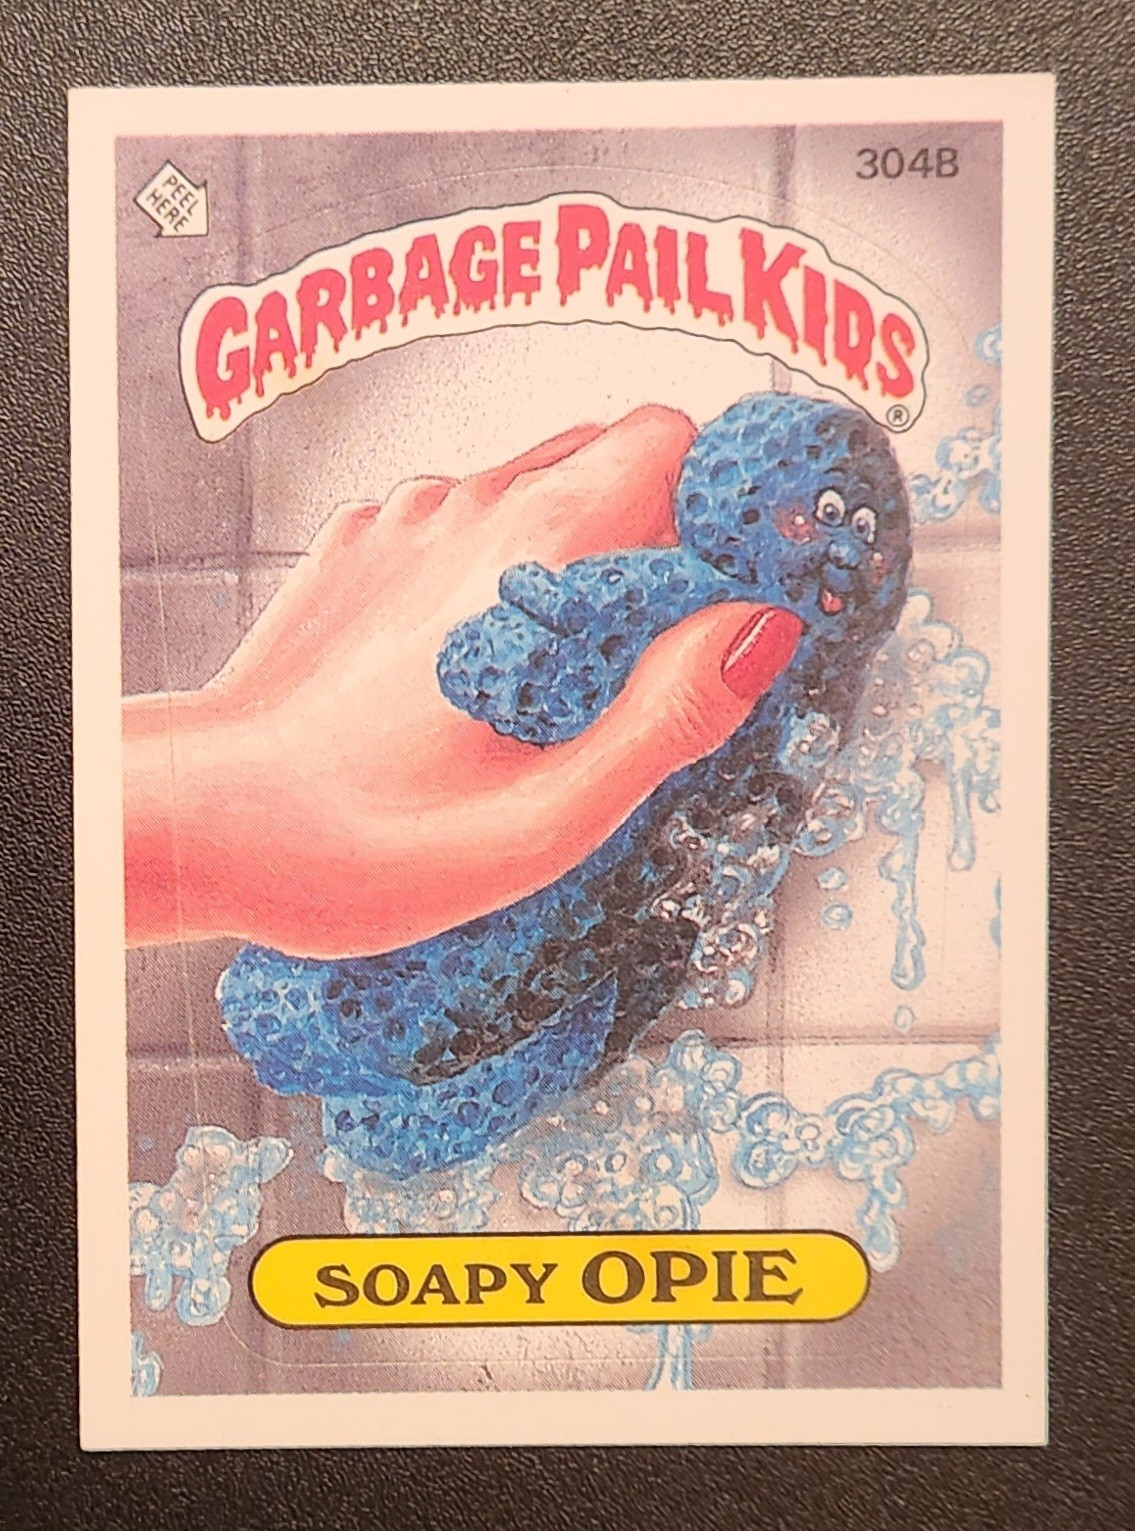 PEEL
HERE
304B
GARBAGE PAIL KIDS
®
SOAPY OPIE